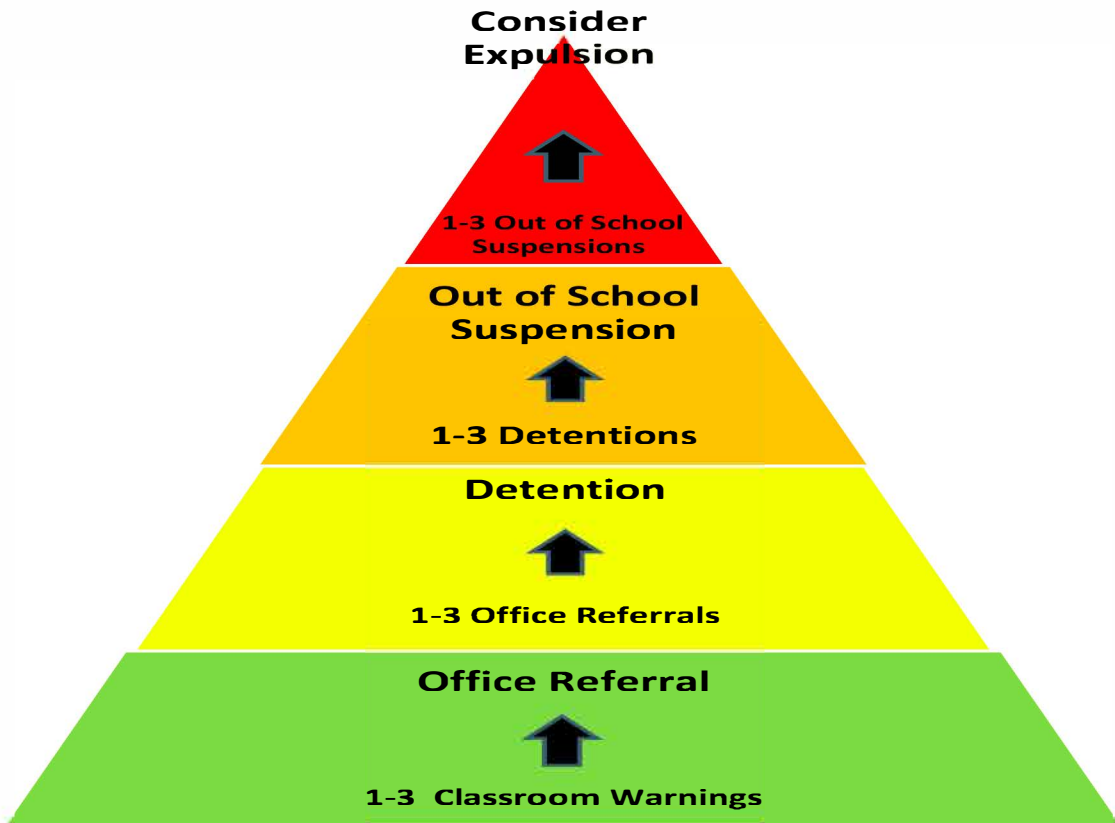 Consider
Expulsion
1-3 Out of School
Suspensions
Out of School
Suspension
1-3 Detentions
Detention
1-3 Office Referrals
Office Referral
1-3 Classroom Warnings